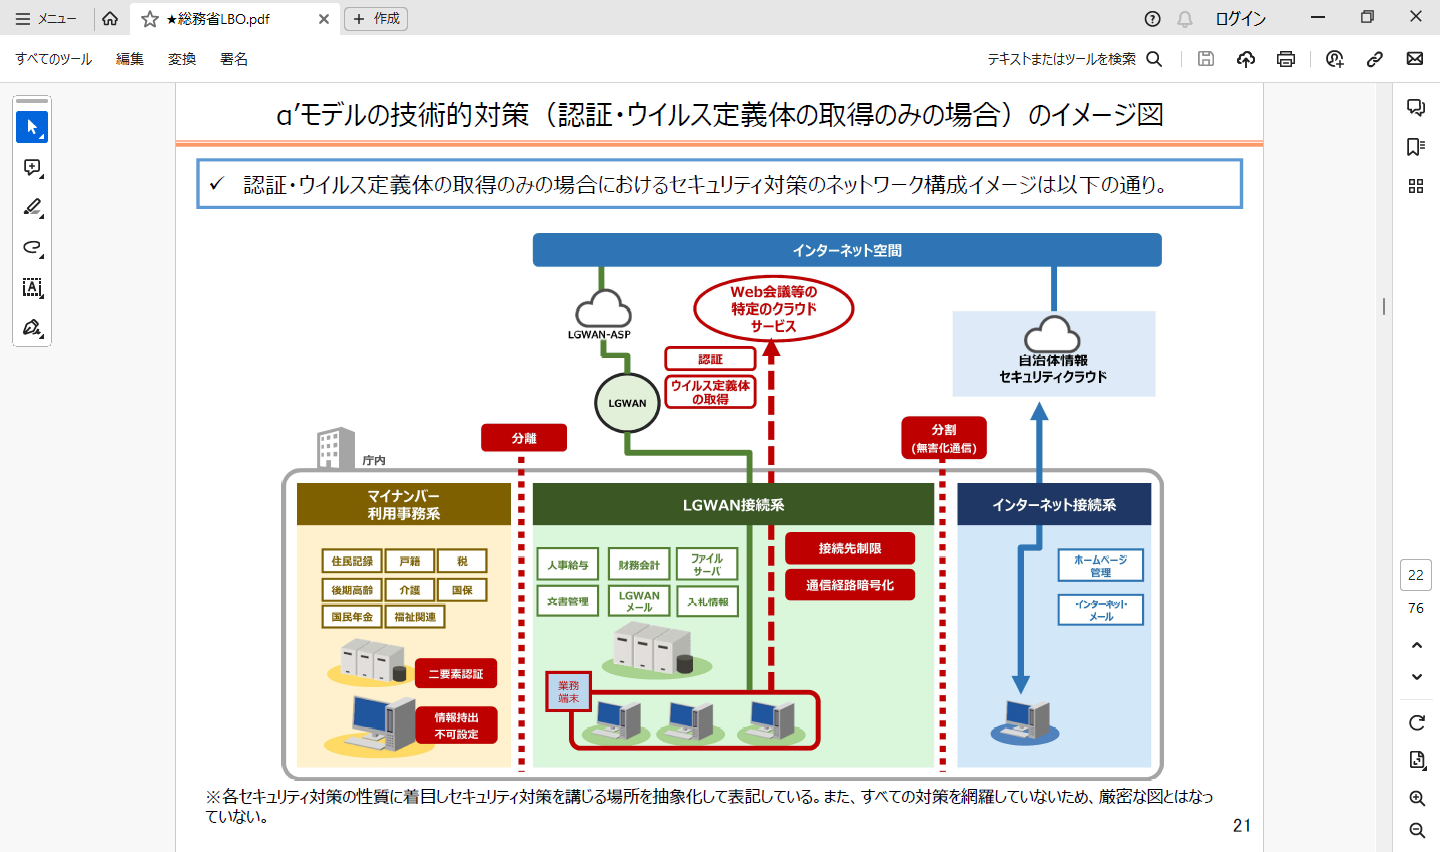 メニュー
★総務省LBO.pdf
作成
ログイン
すべてのツール
編集
変換
署名
テキストまたはツールを検索
α’モデルの技術的対策（認証・ウイルス定義体の取得のみの場合）のイメージ図
✓ 認証・ウイルス定義体の取得のみの場合におけるセキュリティ対策のネットワーク構成イメージは以下の通り。
インターネット空間
LGWAN-ASP
Web会議等の
特定のクラウド
サービス
認証
ウイルス定義体
の取得
LGWAN
自治体情報
セキュリティクラウド
分離
分割
(無害化通信)
庁内
マイナンバー
利用事務系
住民記録
戸籍
税
後期高齢
介護
国保
国民年金
福祉関連
二要素認証
情報持出
不可設定
LGWAN接続系
人事給与
財務会計
ファイル
サーバ
文書管理
LGWAN
メール
入札情報
接続先制限
通信経路暗号化
業務
端末
インターネット接続系
ホームページ
管理
インターネット
メール
※各セキュリティ対策の性質に着目しセキュリティ対策を講じる場所を抽象化して表記している。また、すべての対策を網羅していないため、厳密な図とはなっ
ていない。
21
22
76